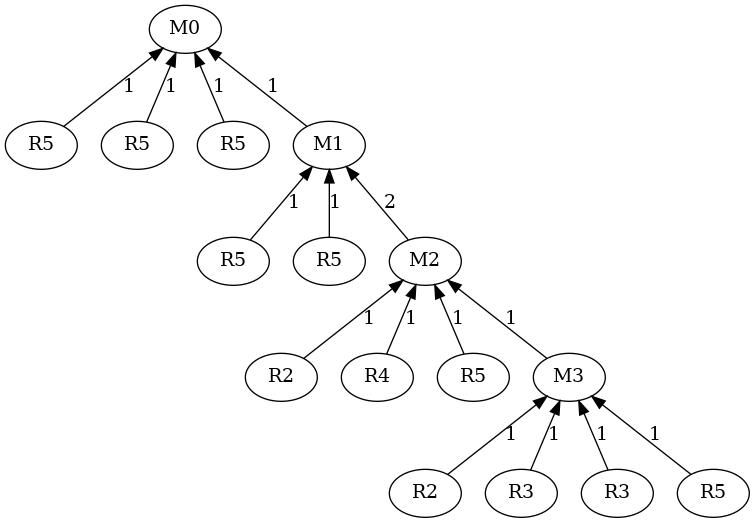 M0
1 1 1 1
R5 R5 R5 M1
1 1 2
R5 R5 M2
1 1 1 1
R2 R4 R5 M3
1 1 1 1
R2 R3 R3 R5